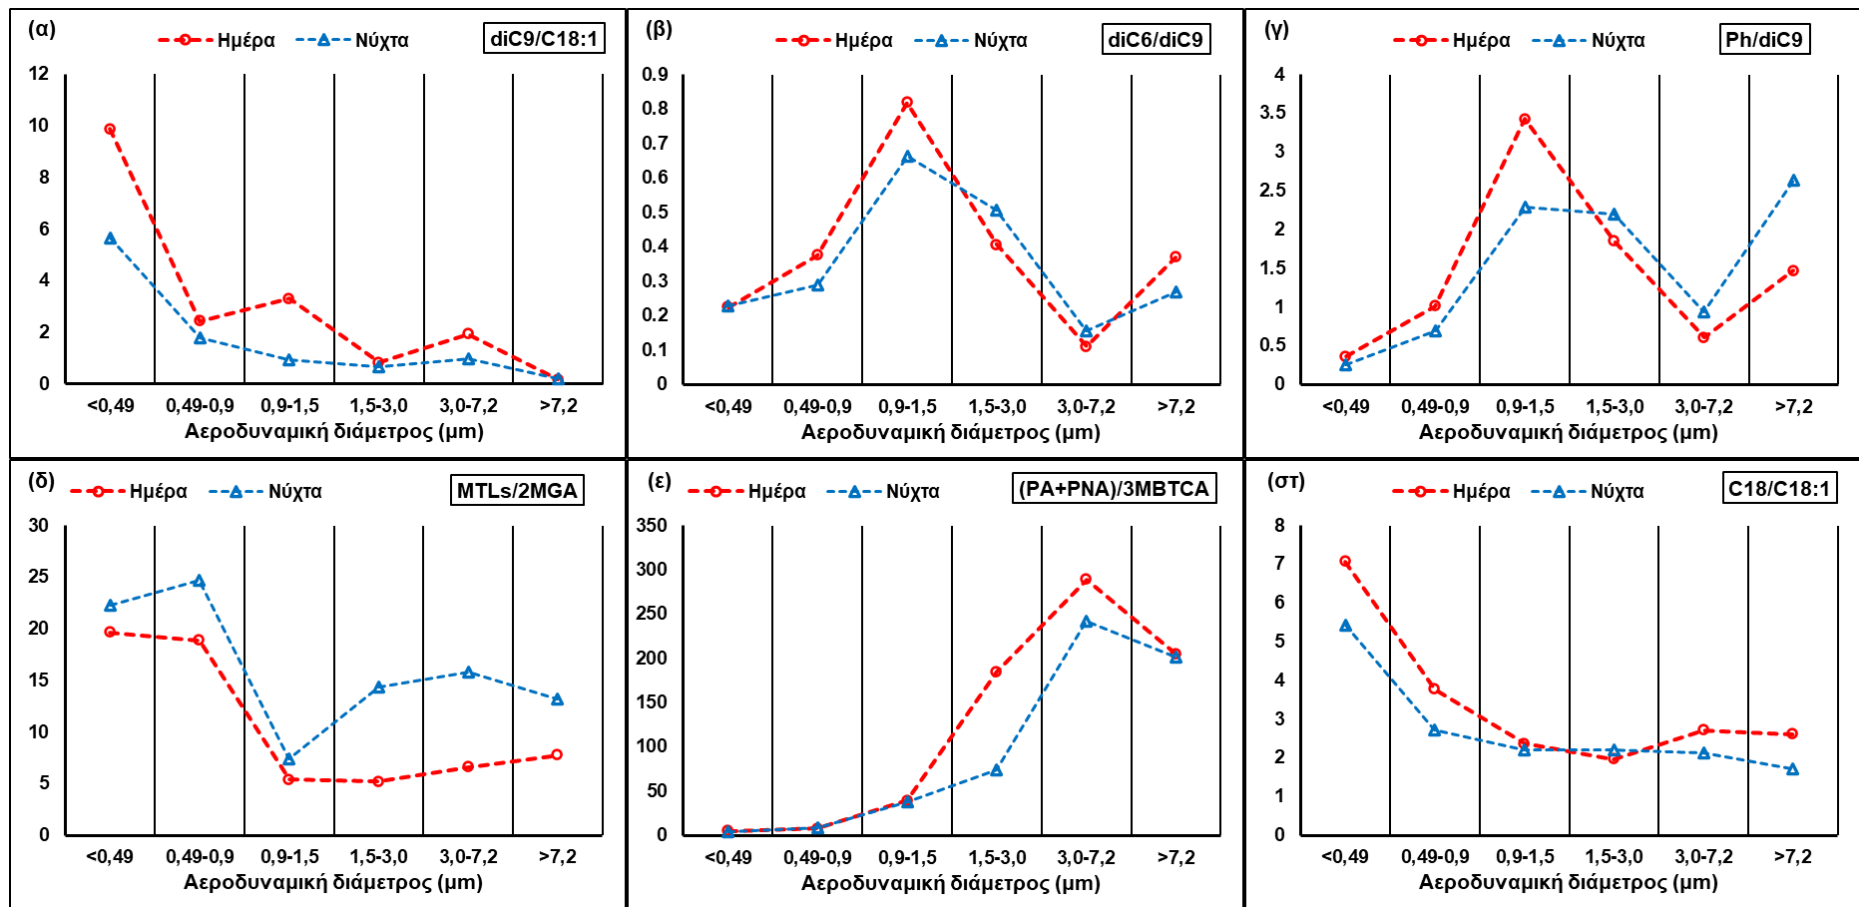 (α)
Ημέρα Νύχτα
diC9/C18:1
12
10
8
6
4
2
0
<0,49 0,49-0,9 0,9-1,5 1,5-3,0 3,0-7,2 >7,2
Αεροδυναμική διάμετρος (μm)
(β)
Ημέρα Νύχτα
diC6/diC9
0.9
0.8
0.7
0.6
0.5
0.4
0.3
0.2
0.1
0
<0,49 0,49-0,9 0,9-1,5 1,5-3,0 3,0-7,2 >7,2
Αεροδυναμική διάμετρος (μm)
(γ)
Ημέρα Νύχτα
Ph/diC9
4
3.5
3
2.5
2
1.5
1
0.5
0
<0,49 0,49-0,9 0,9-1,5 1,5-3,0 3,0-7,2 >7,2
Αεροδυναμική διάμετρος (μm)
(δ)
Ημέρα Νύχτα
MTLs/2MGA
30
25
20
15
10
5
0
<0,49 0,49-0,9 0,9-1,5 1,5-3,0 3,0-7,2 >7,2
Αεροδυναμική διάμετρος (μm)
(ε)
Ημέρα Νύχτα
(PA+PNA)/3MBTCA
350
300
250
200
150
100
50
0
<0,49 0,49-0,9 0,9-1,5 1,5-3,0 3,0-7,2 >7,2
Αεροδυναμική διάμετρος (μm)
(στ)
Ημέρα Νύχτα
C18/C18:1
8
7
6
5
4
3
2
1
0
<0,49 0,49-0,9 0,9-1,5 1,5-3,0 3,0-7,2 >7,2
Αεροδυναμική διάμετρος (μm)